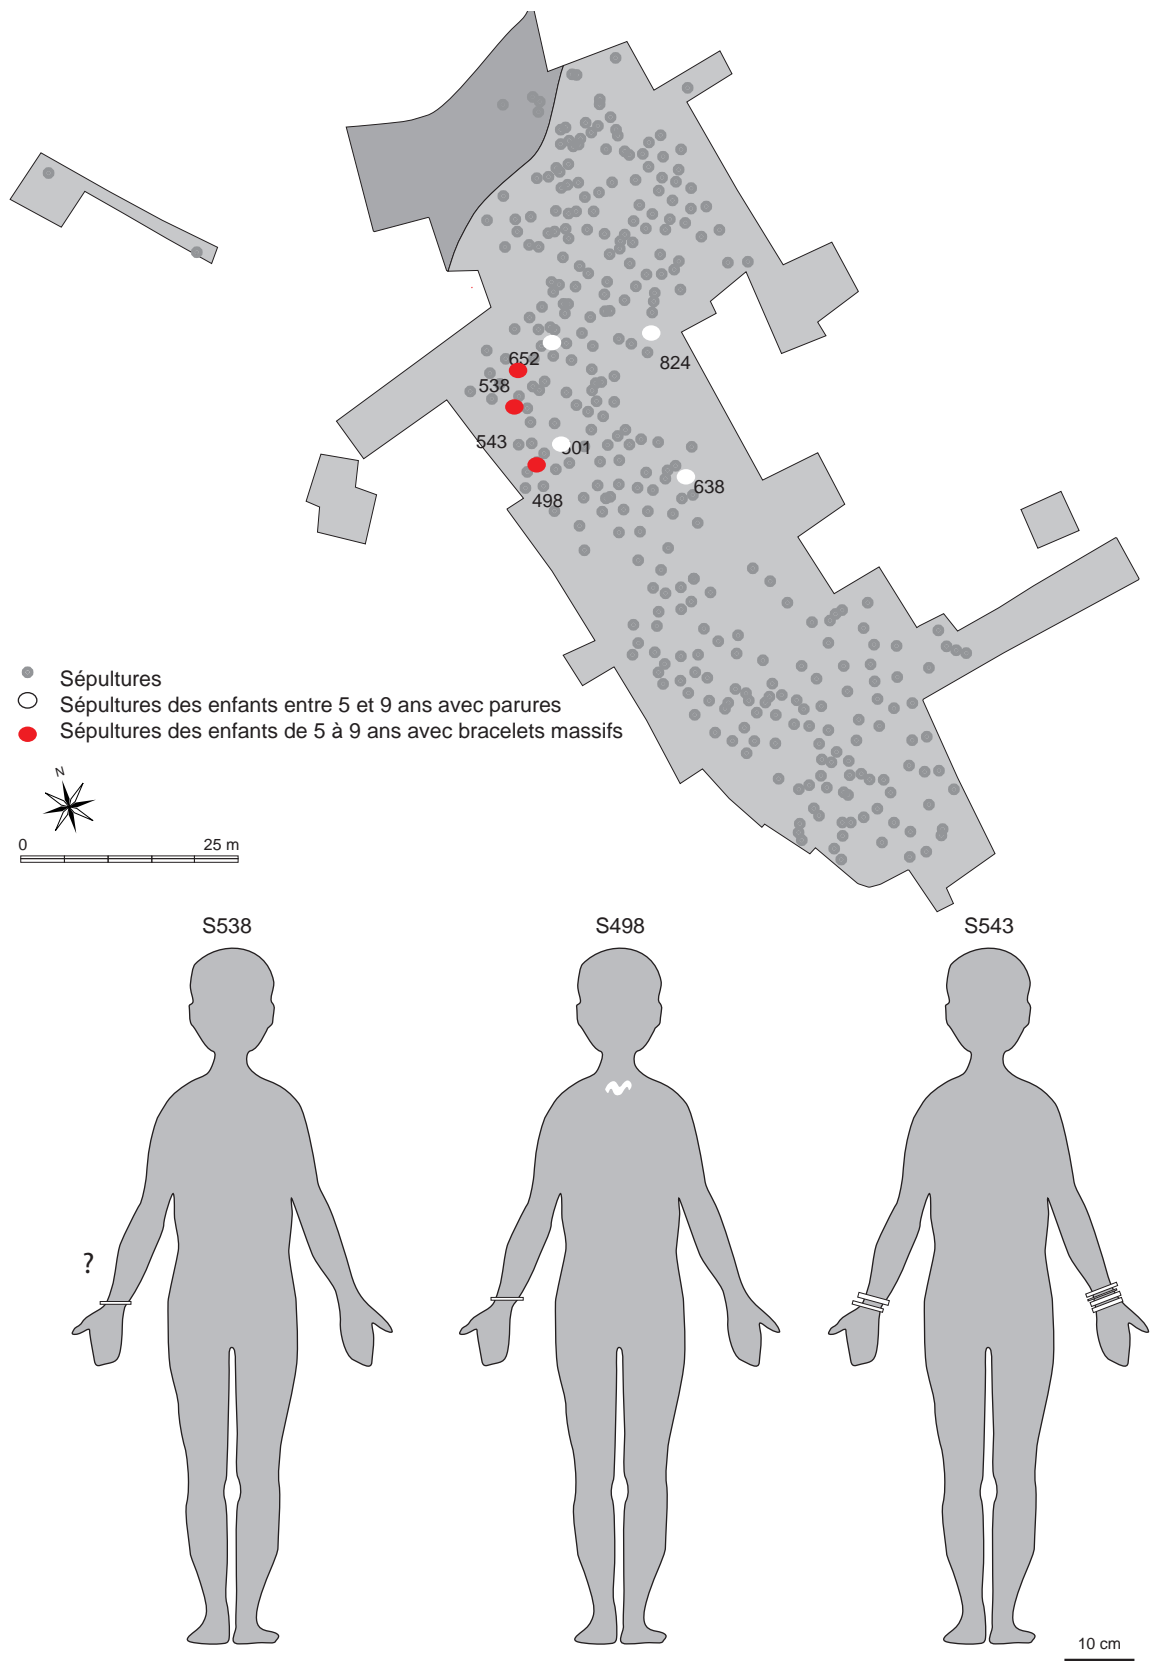 652
824
538
543
501
638
498
Sépultures
Sépultures des enfants entre 5 et 9 ans avec parures
Sépultures des enfants de 5 à 9 ans avec bracelets massifs
N
0 25 m
S538 S498 S543
?
10 cm